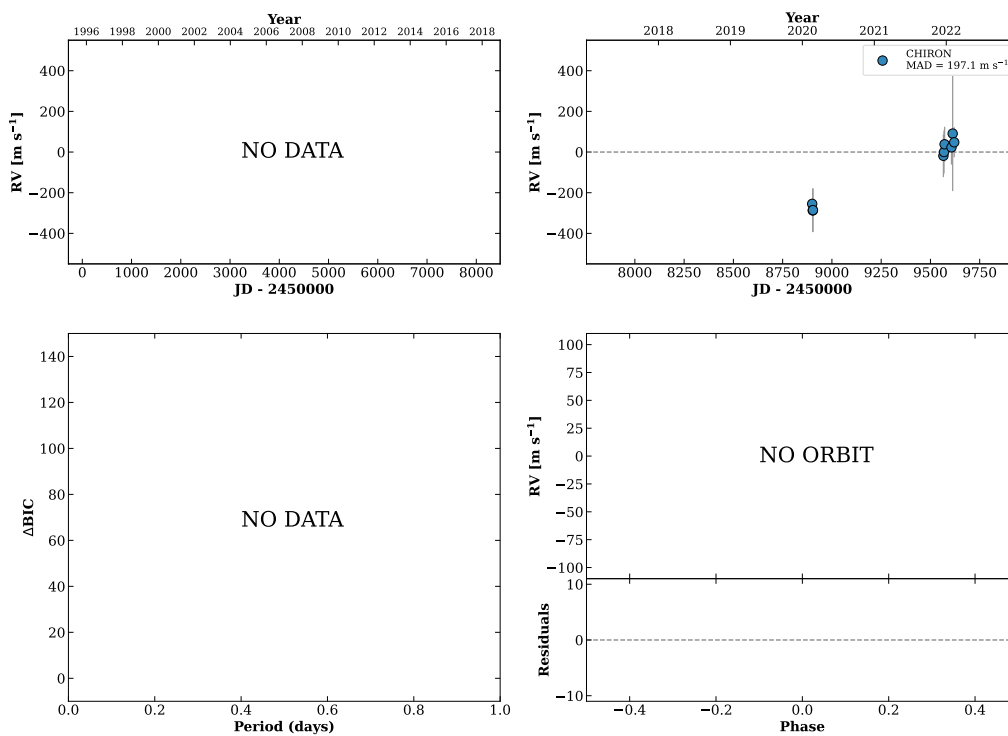 Year
1996 1998 2000 2002 2004 2006 2008 2010 2012 2014 2016 2018
400
200
0
−200
−400
RV [m s⁻¹]
NO DATA
0 1000 2000 3000 4000 5000 6000 7000 8000
JD - 2450000
Year
2018 2019 2020 2021 2022
400
200
0
−200
−400
RV [m s⁻¹]
CHIRON
MAD = 197.1 m s⁻¹
8000 8250 8500 8750 9000 9250 9500 9750
JD - 2450000
140
120
100
80
60
40
20
0
ΔBIC
NO DATA
0.0 0.2 0.4 0.6 0.8 1.0
Period (days)
100
75
50
25
0
−25
−50
−75
−100
RV [m s⁻¹]
NO ORBIT
10
0
−10
Residuals
−0.4 −0.2 0.0 0.2 0.4
Phase